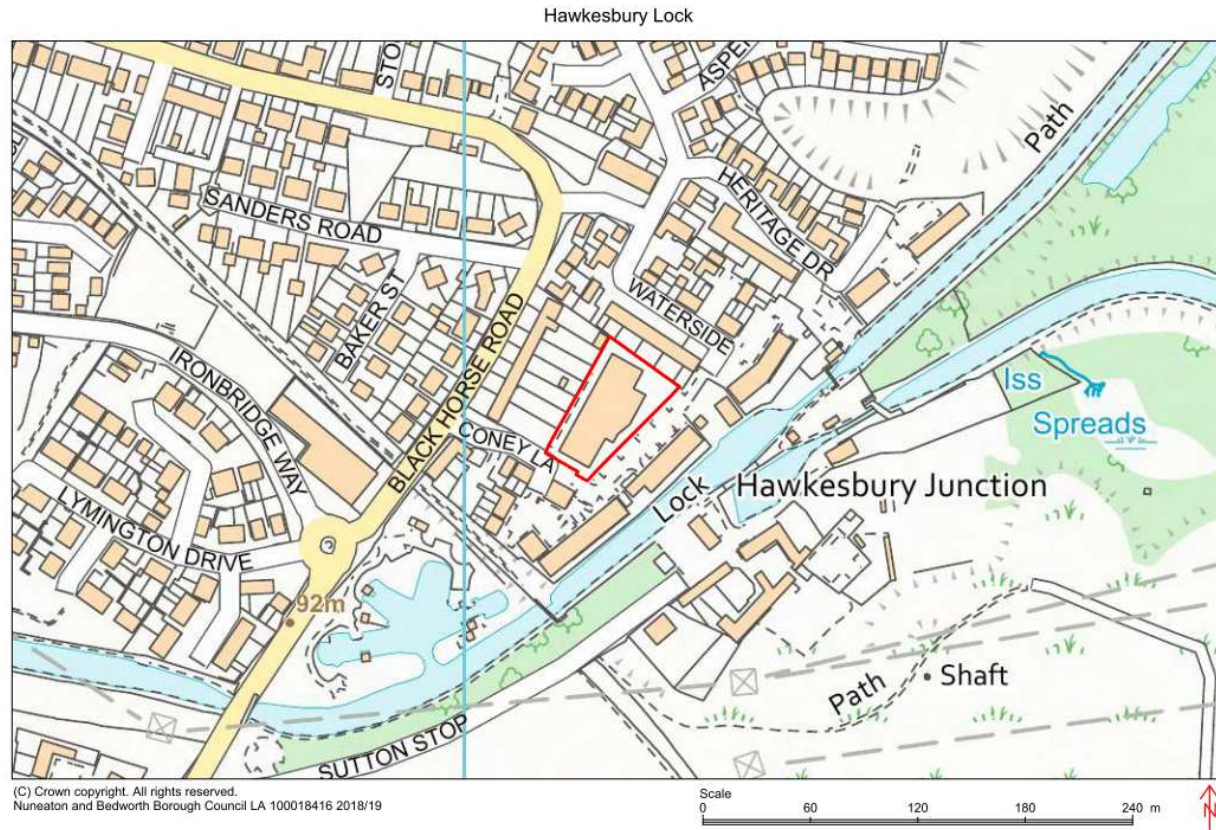 Hawkesbury Lock
STO
ASPE
Path
SANDERS ROAD
HERITAGE DR
BAKER ST
WATERSIDE
BLACK HORSE ROAD
IRONBRIDGE WAY
CONEY LA
Iss
Spreads
Lock
Hawkesbury Junction
LYMINGTON DRIVE
92m
Shaft
Path
SUTTON STOP
(C) Crown copyright. All rights reserved.
Nuneaton and Bedworth Borough Council LA 100018416 2018/19
Scale
0 60 120 180 240 m
N